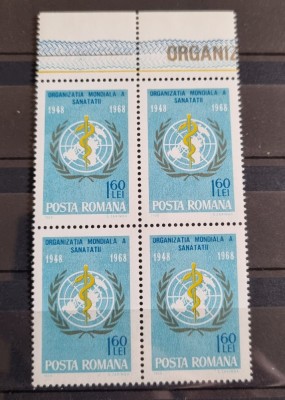 ORGANIZ
ORGANIZATIA MONDIALA A
SANATATII
1948 1968
1 60
LEI
POSTA ROMANA
ORGANIZATIA MONDIALA A
SANATATII
1948 1968
1 60
LEI
POSTA ROMANA
ORGANIZATIA MONDIALA A
SANATATII
1948 1968
1 60
LEI
POSTA ROMANA
ORGANIZATIA MONDIALA A
SANATATII
1948 1968
1 60
LEI
POSTA ROMANA